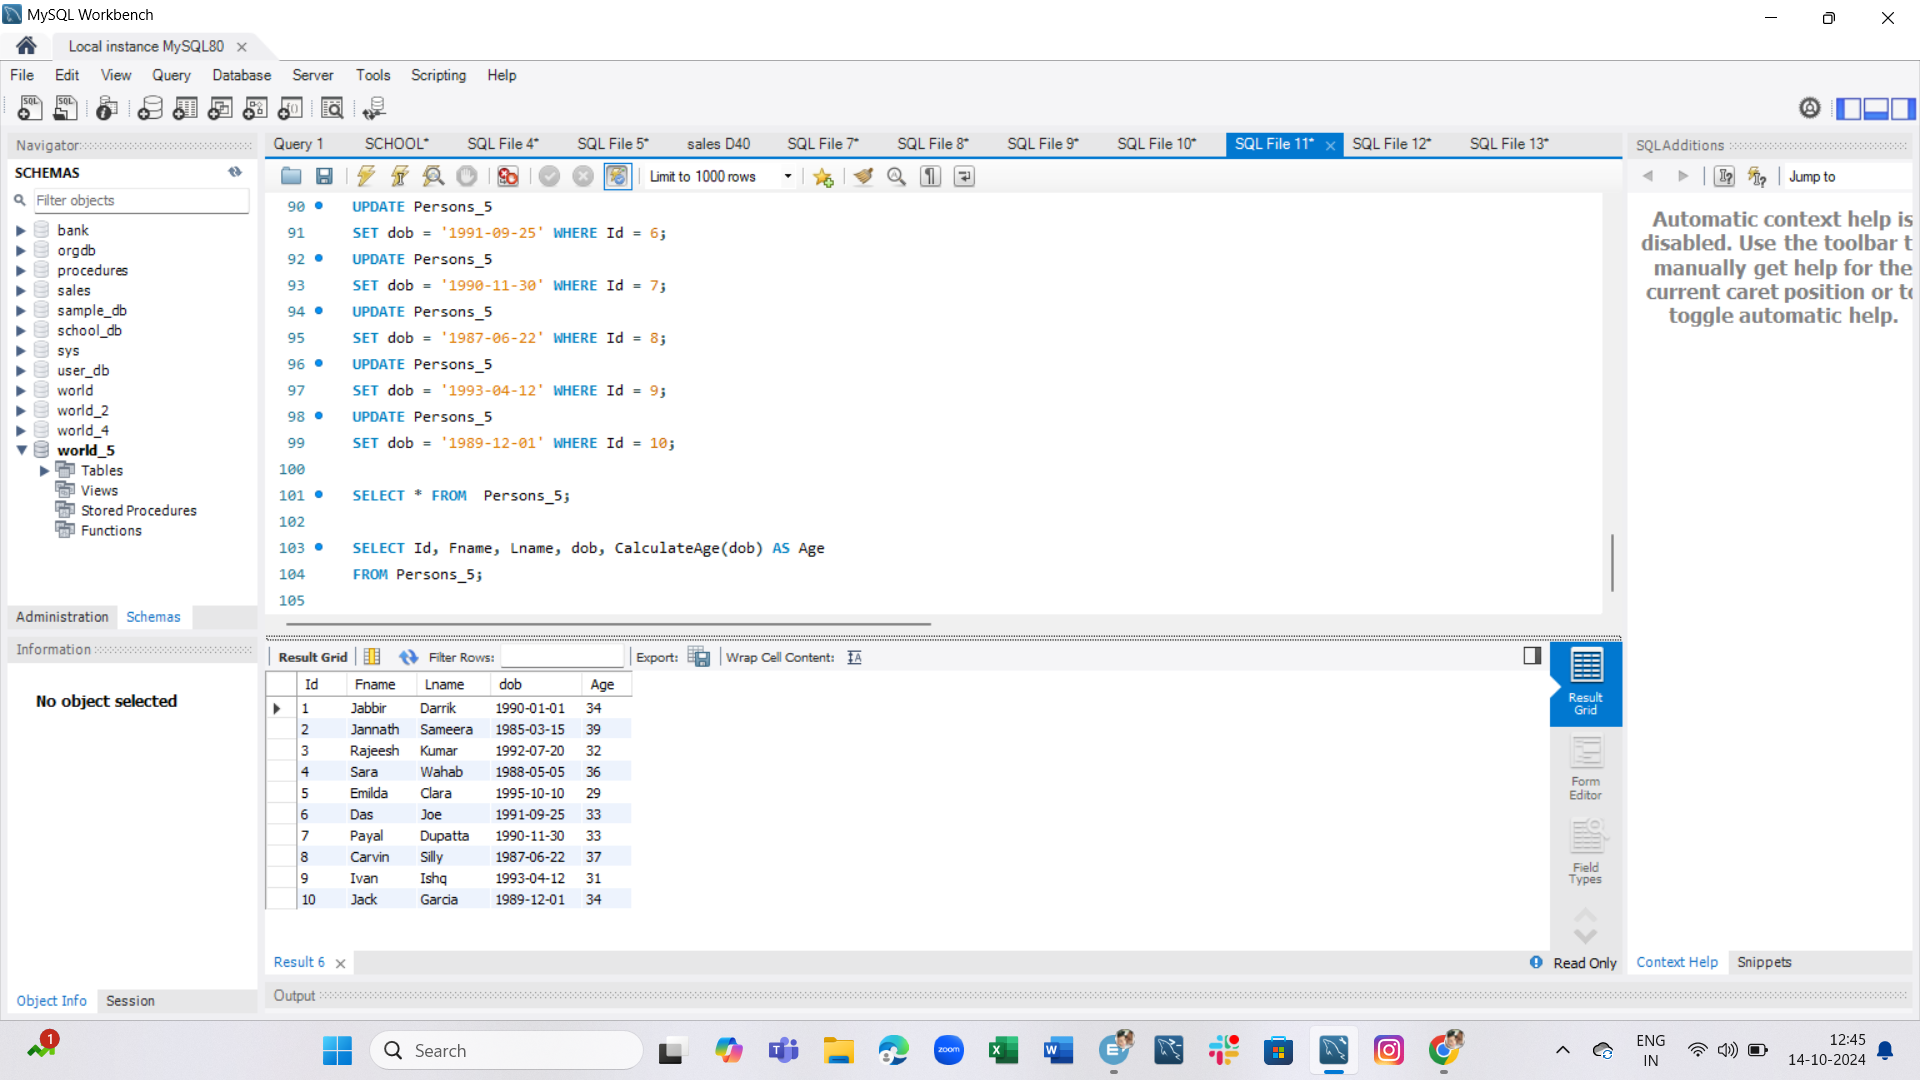 MySQL Workbench
Local instance MySQL80
File Edit View Query Database Server Tools Scripting Help
Navigator
SCHEMAS
Filter objects
bank
orgdb
procedures
sales
sample_db
school_db
sys
user_db
world
world_2
world_4
world_5
Tables
Views
Stored Procedures
Functions
Administration Schemas
Information
No object selected
Object Info Session
Query 1 SCHOOL* SQL File 4* SQL File 5* sales D40 SQL File 7* SQL File 8* SQL File 9* SQL File 10* SQL File 11* SQL File 12* SQL File 13*
Limit to 1000 rows
90 UPDATE Persons_5
91 SET dob = '1991-09-25' WHERE Id = 6;
92 UPDATE Persons_5
93 SET dob = '1990-11-30' WHERE Id = 7;
94 UPDATE Persons_5
95 SET dob = '1987-06-22' WHERE Id = 8;
96 UPDATE Persons_5
97 SET dob = '1993-04-12' WHERE Id = 9;
98 UPDATE Persons_5
99 SET dob = '1989-12-01' WHERE Id = 10;
100
101 SELECT * FROM Persons_5;
102
103 SELECT Id, Fname, Lname, dob, CalculateAge(dob) AS Age
104 FROM Persons_5;
105
Result Grid Filter Rows: Export: Wrap Cell Content:
Id Fname Lname dob Age
1 Jabbir Darrik 1990-01-01 34
2 Jannath Sameera 1985-03-15 39
3 Rajeesh Kumar 1992-07-20 32
4 Sara Wahab 1988-05-05 36
5 Emilda Clara 1995-10-10 29
6 Das Joe 1991-09-25 33
7 Payal Dupatta 1990-11-30 33
8 Carvin Silly 1987-06-22 37
9 Ivan Ishq 1993-04-12 31
10 Jack Garcia 1989-12-01 34
Result
Grid
Form
Editor
Field
Types
Result 6
Read Only
Output
SQLAdditions
Jump to
Automatic context help is
disabled. Use the toolbar t
manually get help for the
current caret position or to
toggle automatic help.
Context Help Snippets
1
Search
zoom
ENG
IN
12:45
14-10-2024